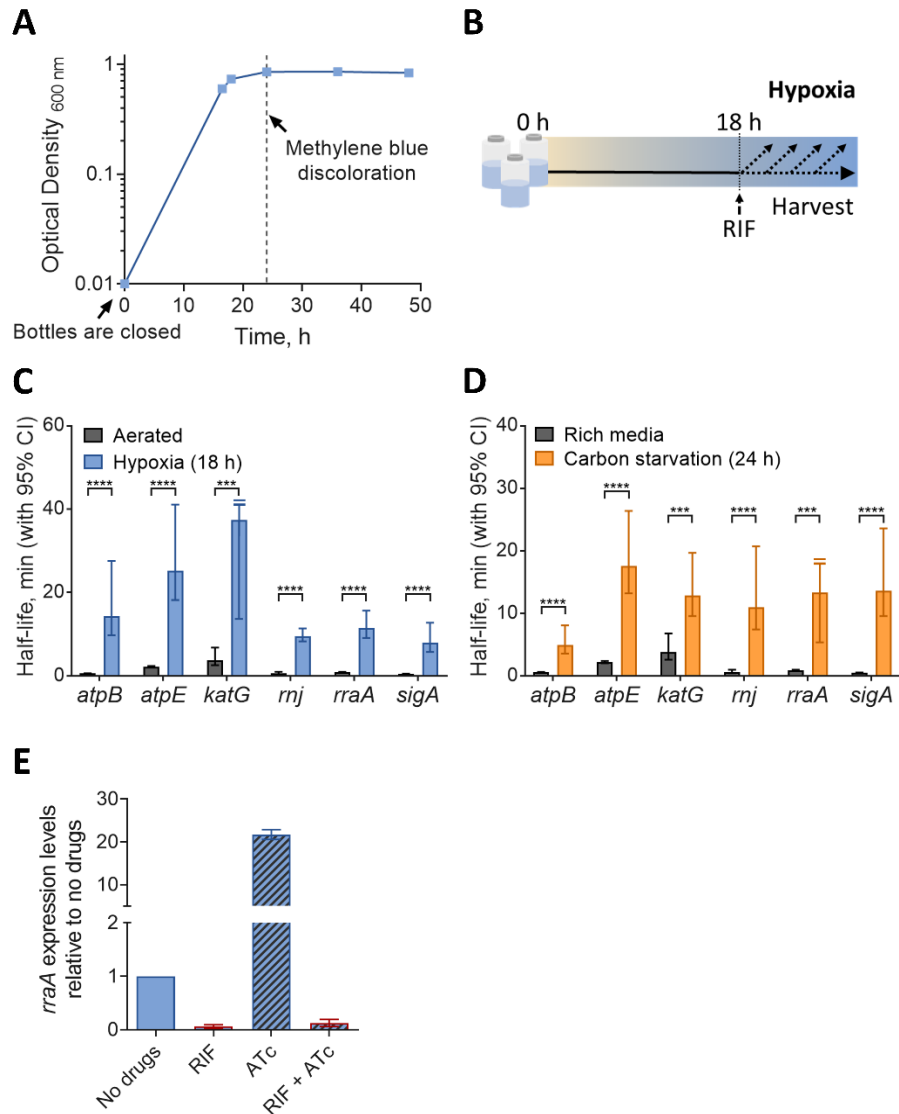 A
Optical Density 600 nm
1
0.1
0.01
Methylene blue
discoloration
Bottles are closed
0 10 20 30 40 50
Time, h
B
Hypoxia
0 h
18 h
Harvest
RIF
C
Half-life, min (with 95% CI)
60
40
20
0
Aerated
Hypoxia (18 h)
**** **** *** **** **** ****
atpB atpE katG rnj rraA sigA
D
Half-life, min (with 95% CI)
40
30
20
10
0
Rich media
Carbon starvation (24 h)
**** **** *** **** *** ****
atpB atpE katG rnj rraA sigA
E
rraA expression levels
relative to no drugs
30
20
10
2
1
0
No drugs
RIF
ATc
RIF + ATc